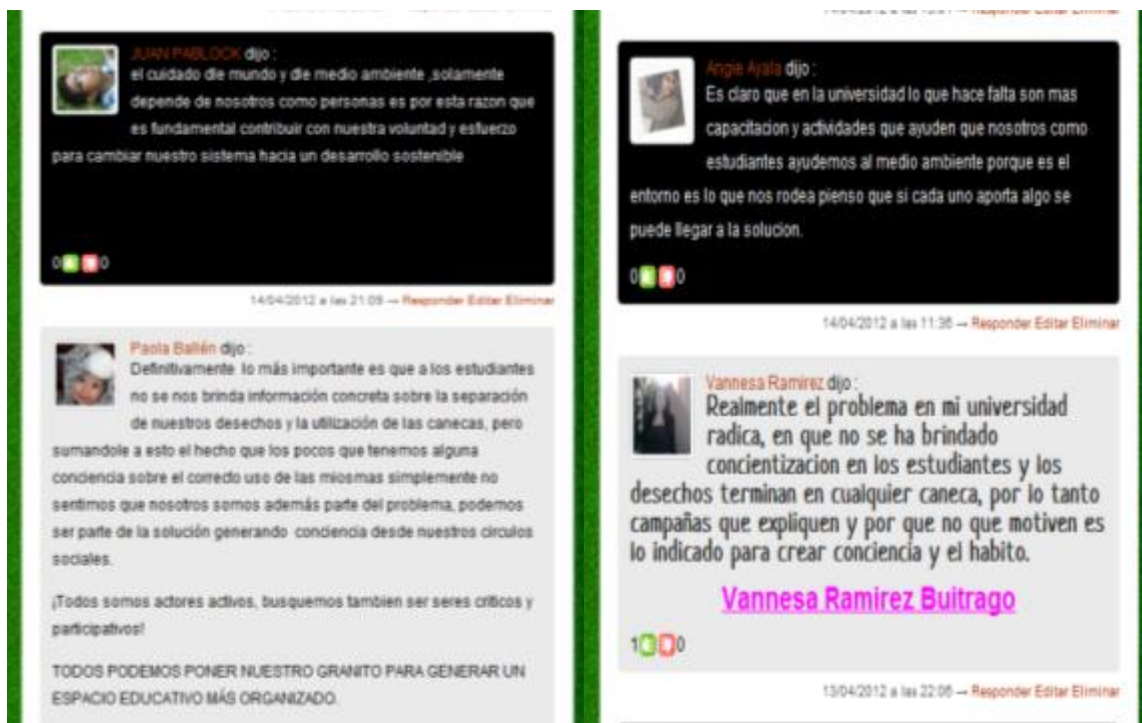 JUAN PABLOCK dijo :
el cuidado dle mundo y dle medio ambiente ,solamente
depende de nosotros como personas es por esta razon que
es fundamental contribuir con nuestra voluntad y esfuerzo
para cambiar nuestro sistema hacia un desarrollo sostenible
0 0
14/04/2012 a las 21:09 — Responder Editar Eliminar
Paola Ballén dijo :
Definitivamente lo más importante es que a los estudiantes
no se nos brinda información concreta sobre la separación
de nuestros desechos y la utilización de las canecas, pero
sumandole a esto el hecho que los pocos que tenemos alguna
conciencia sobre el correcto uso de las miosmas simplemente no
sentimos que nosotros somos además parte del problema, podemos
ser parte de la solución generando conciencia desde nuestros circulos
sociales.
¡Todos somos actores activos, busquemos tambien ser seres criticos y
participativos!
TODOS PODEMOS PONER NUESTRO GRANITO PARA GENERAR UN
ESPACIO EDUCATIVO MÁS ORGANIZADO.
Responder Editar Eliminar
Angie Ayala dijo :
Es claro que en la universidad lo que hace falta son mas
capacitacion y actividades que ayuden que nosotros como
estudiantes ayudemos al medio ambiente porque es el
entorno es lo que nos rodea pienso que si cada uno aporta algo se
puede llegar a la solucion.
0 0
14/04/2012 a las 11:36 — Responder Editar Eliminar
Vannesa Ramirez dijo :
Realmente el problema en mi universidad
radica, en que no se ha brindado
concientizacion en los estudiantes y los
desechos terminan en cualquier caneca, por lo tanto
campañas que expliquen y por que no que motiven es
lo indicado para crear conciencia y el habito.
Vannesa Ramirez Buitrago
1 0
13/04/2012 a las 22:06 — Responder Editar Eliminar